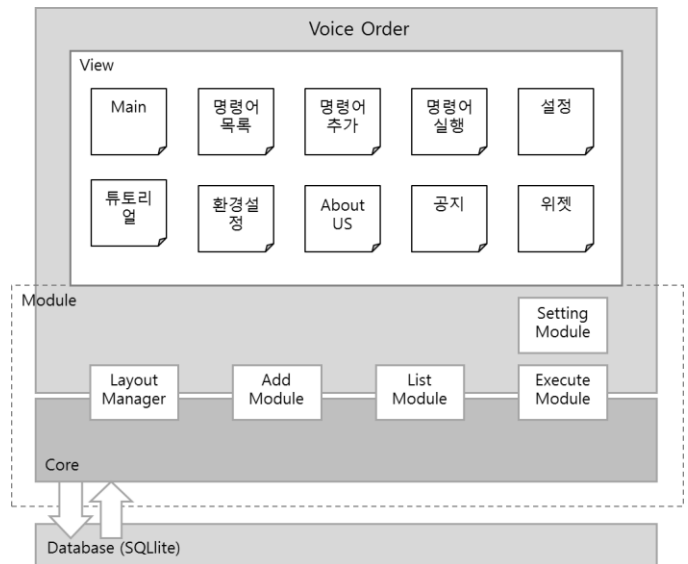 Voice Order
View
Main
명령어
목록
명령어
추가
명령어
실행
설정
튜토리
얼
환경설
정
About
US
공지
위젯
Module
Setting
Module
Layout
Manager
Add
Module
List
Module
Execute
Module
Core
Database (SQLlite)